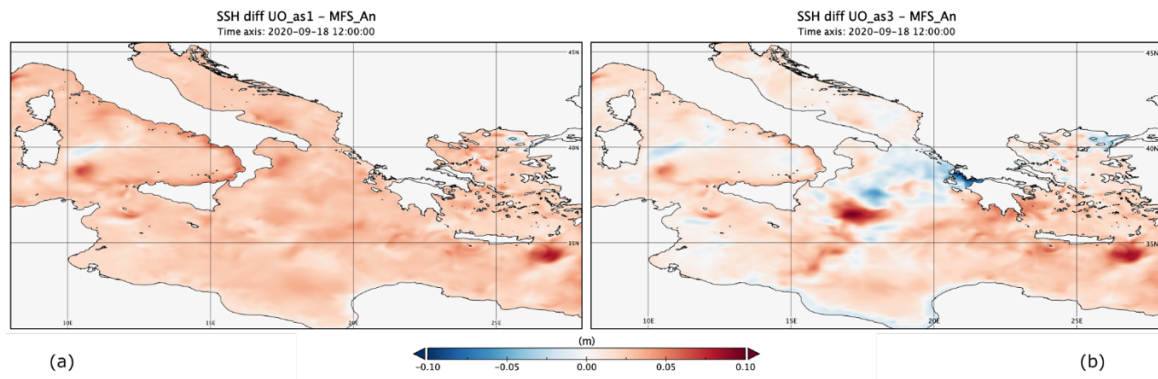 SSH diff UO_as1 – MFS_An
Time axis: 2020-09-18 12:00:00
45N
40N
35N
10E
15E
20E
25E
SSH diff UO_as3 – MFS_An
Time axis: 2020-09-18 12:00:00
45N
40N
35N
10E
15E
20E
25E
(a)
(m)
-0.10
-0.05
0.00
0.05
0.10
(b)